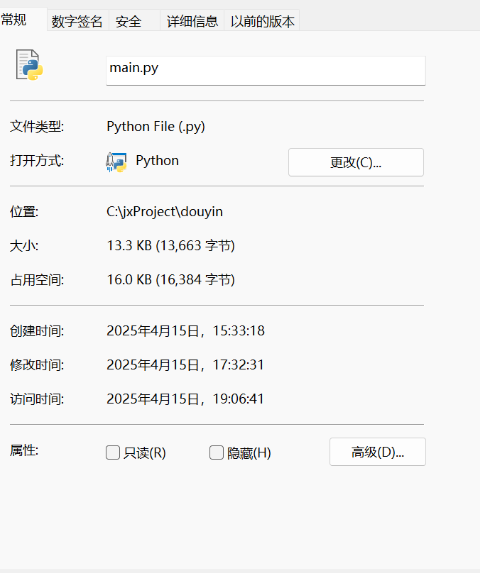 常规 数字签名 安全 详细信息 以前的版本
main.py
文件类型: Python File (.py)
打开方式: Python 更改(C)...
位置: C:\jxProject\douyin
大小: 13.3 KB (13,663 字节)
占用空间: 16.0 KB (16,384 字节)
创建时间: 2025年4月15日，15:33:18
修改时间: 2025年4月15日，17:32:31
访问时间: 2025年4月15日，19:06:41
属性: 只读(R) 隐藏(H) 高级(D)...